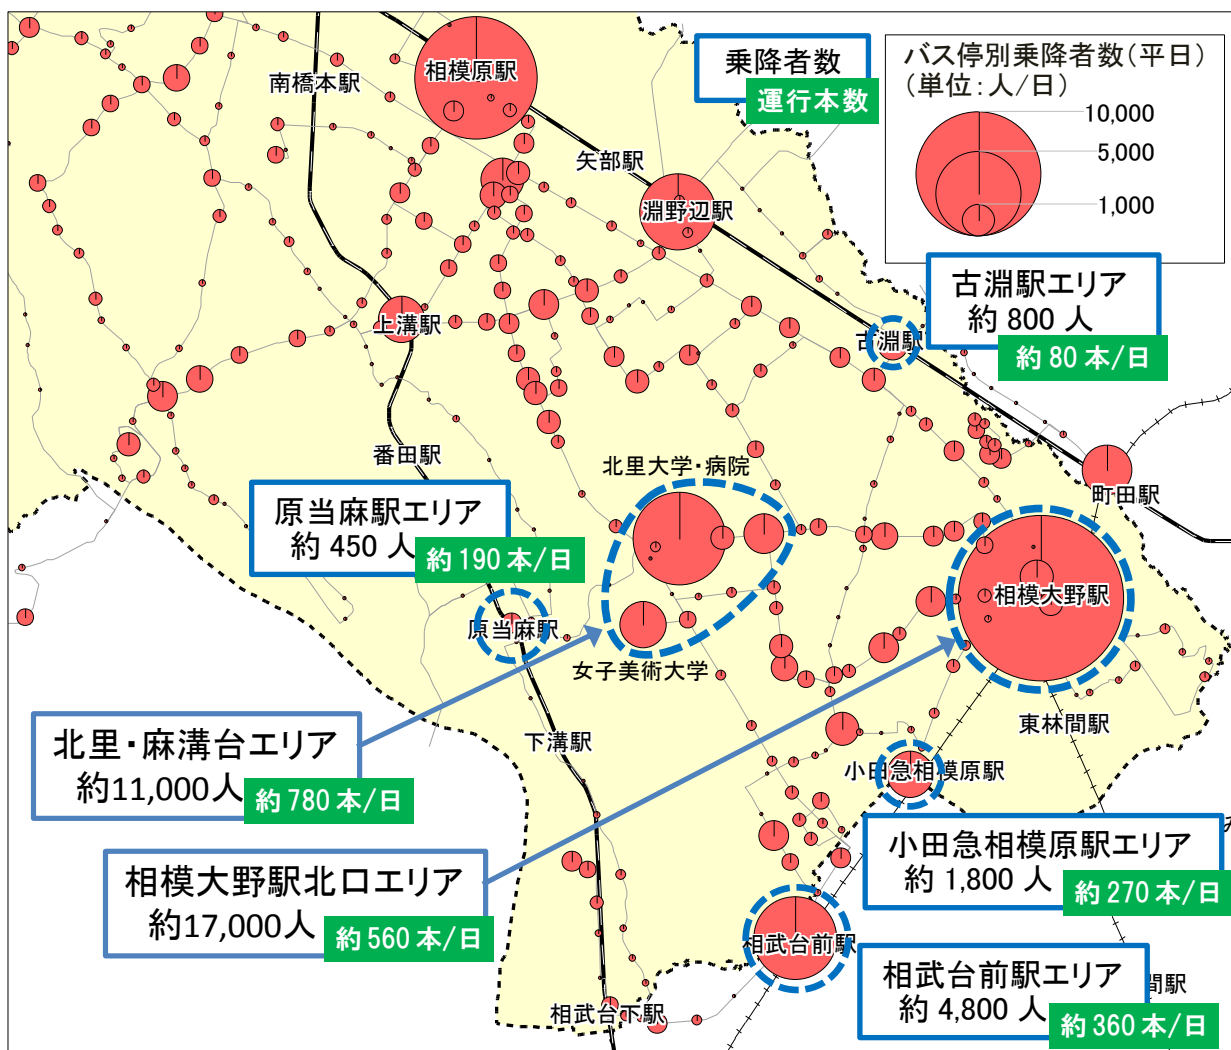 乗降者数
運行本数
バス停別乗降者数(平日)
(単位:人/日)
10,000
5,000
1,000
相模原駅
南橋本駅
矢部駅
淵野辺駅
古淵駅エリア
約 800 人
約 80 本/日
上溝駅
古淵駅
番田駅
北里大学・病院
町田駅
原当麻駅エリア
約 450 人
約 190 本/日
相模大野駅
原当麻駅
女子美術大学
東林間駅
下溝駅
北里・麻溝台エリア
約11,000人
約 780 本/日
小田急相模原駅
小田急相模原駅エリア
約 1,800 人
約 270 本/日
相模大野駅北口エリア
約17,000人
約 560 本/日
相武台前駅
相武台前駅エリア
約 4,800 人
約 360 本/日
間駅
相武台下駅